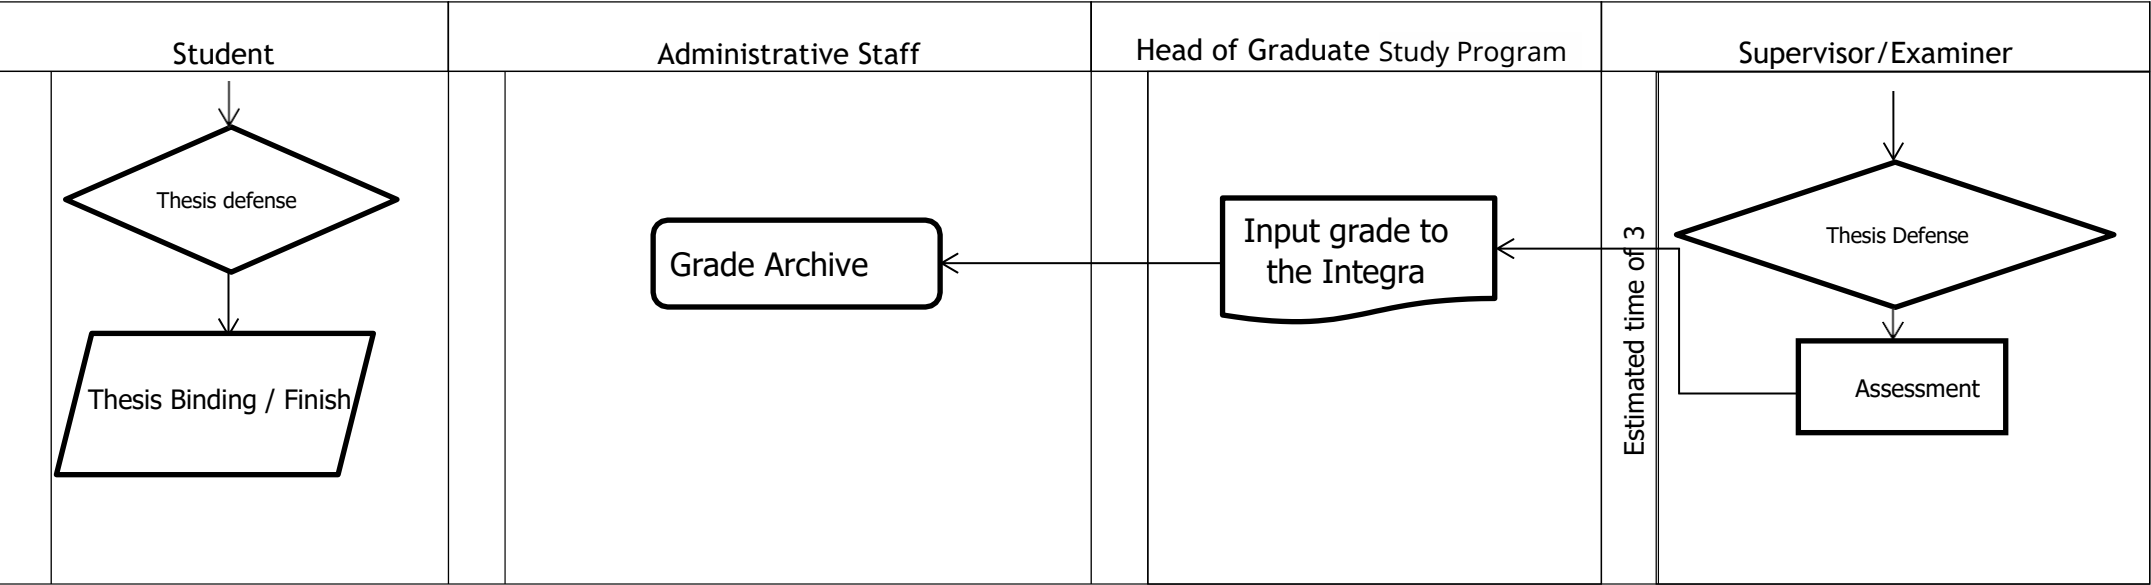 Student
Administrative Staff
Head of Graduate Study Program
Supervisor/Examiner
Thesis defense
Thesis Binding / Finish
Grade Archive
Input grade to
the Integra
Estimated time of 3
Thesis Defense
Assessment